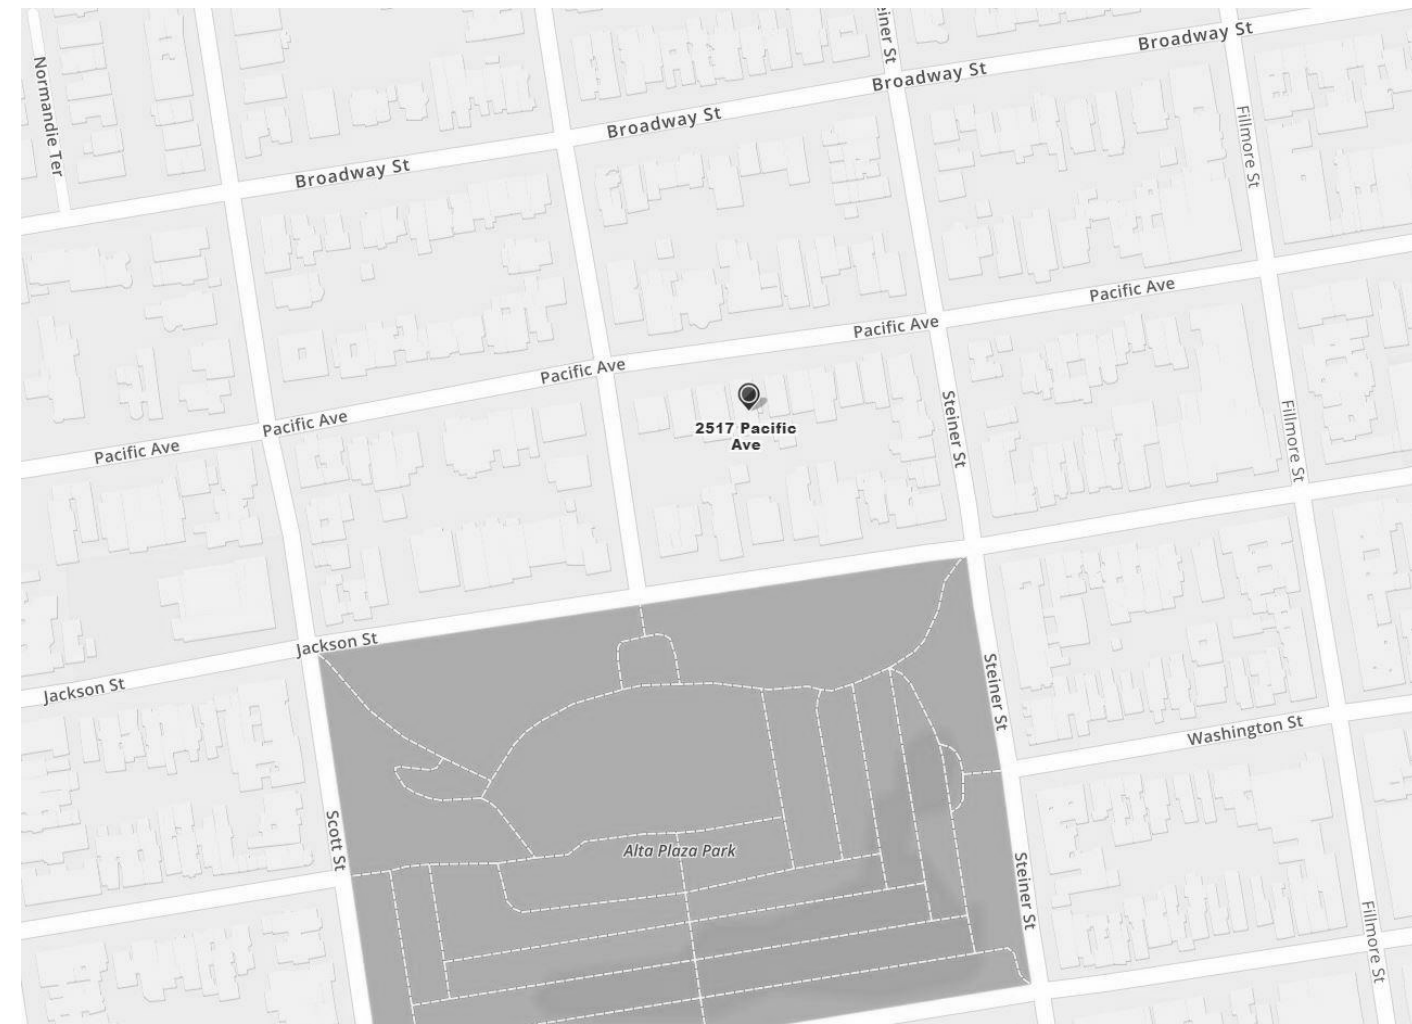 einer St
Broadway St
Normandie Ter
Broadway St
Broadway St
Fillmore St
Broadway St
Pacific Ave
Pacific Ave
Pacific Ave
2517 Pacific
Ave
Steiner St
Pacific Ave
Fillmore St
Pacific Ave
Jackson St
Steiner St
Jackson St
Washington St
Scott St
Alta Plaza Park
Steiner St
Fillmore St